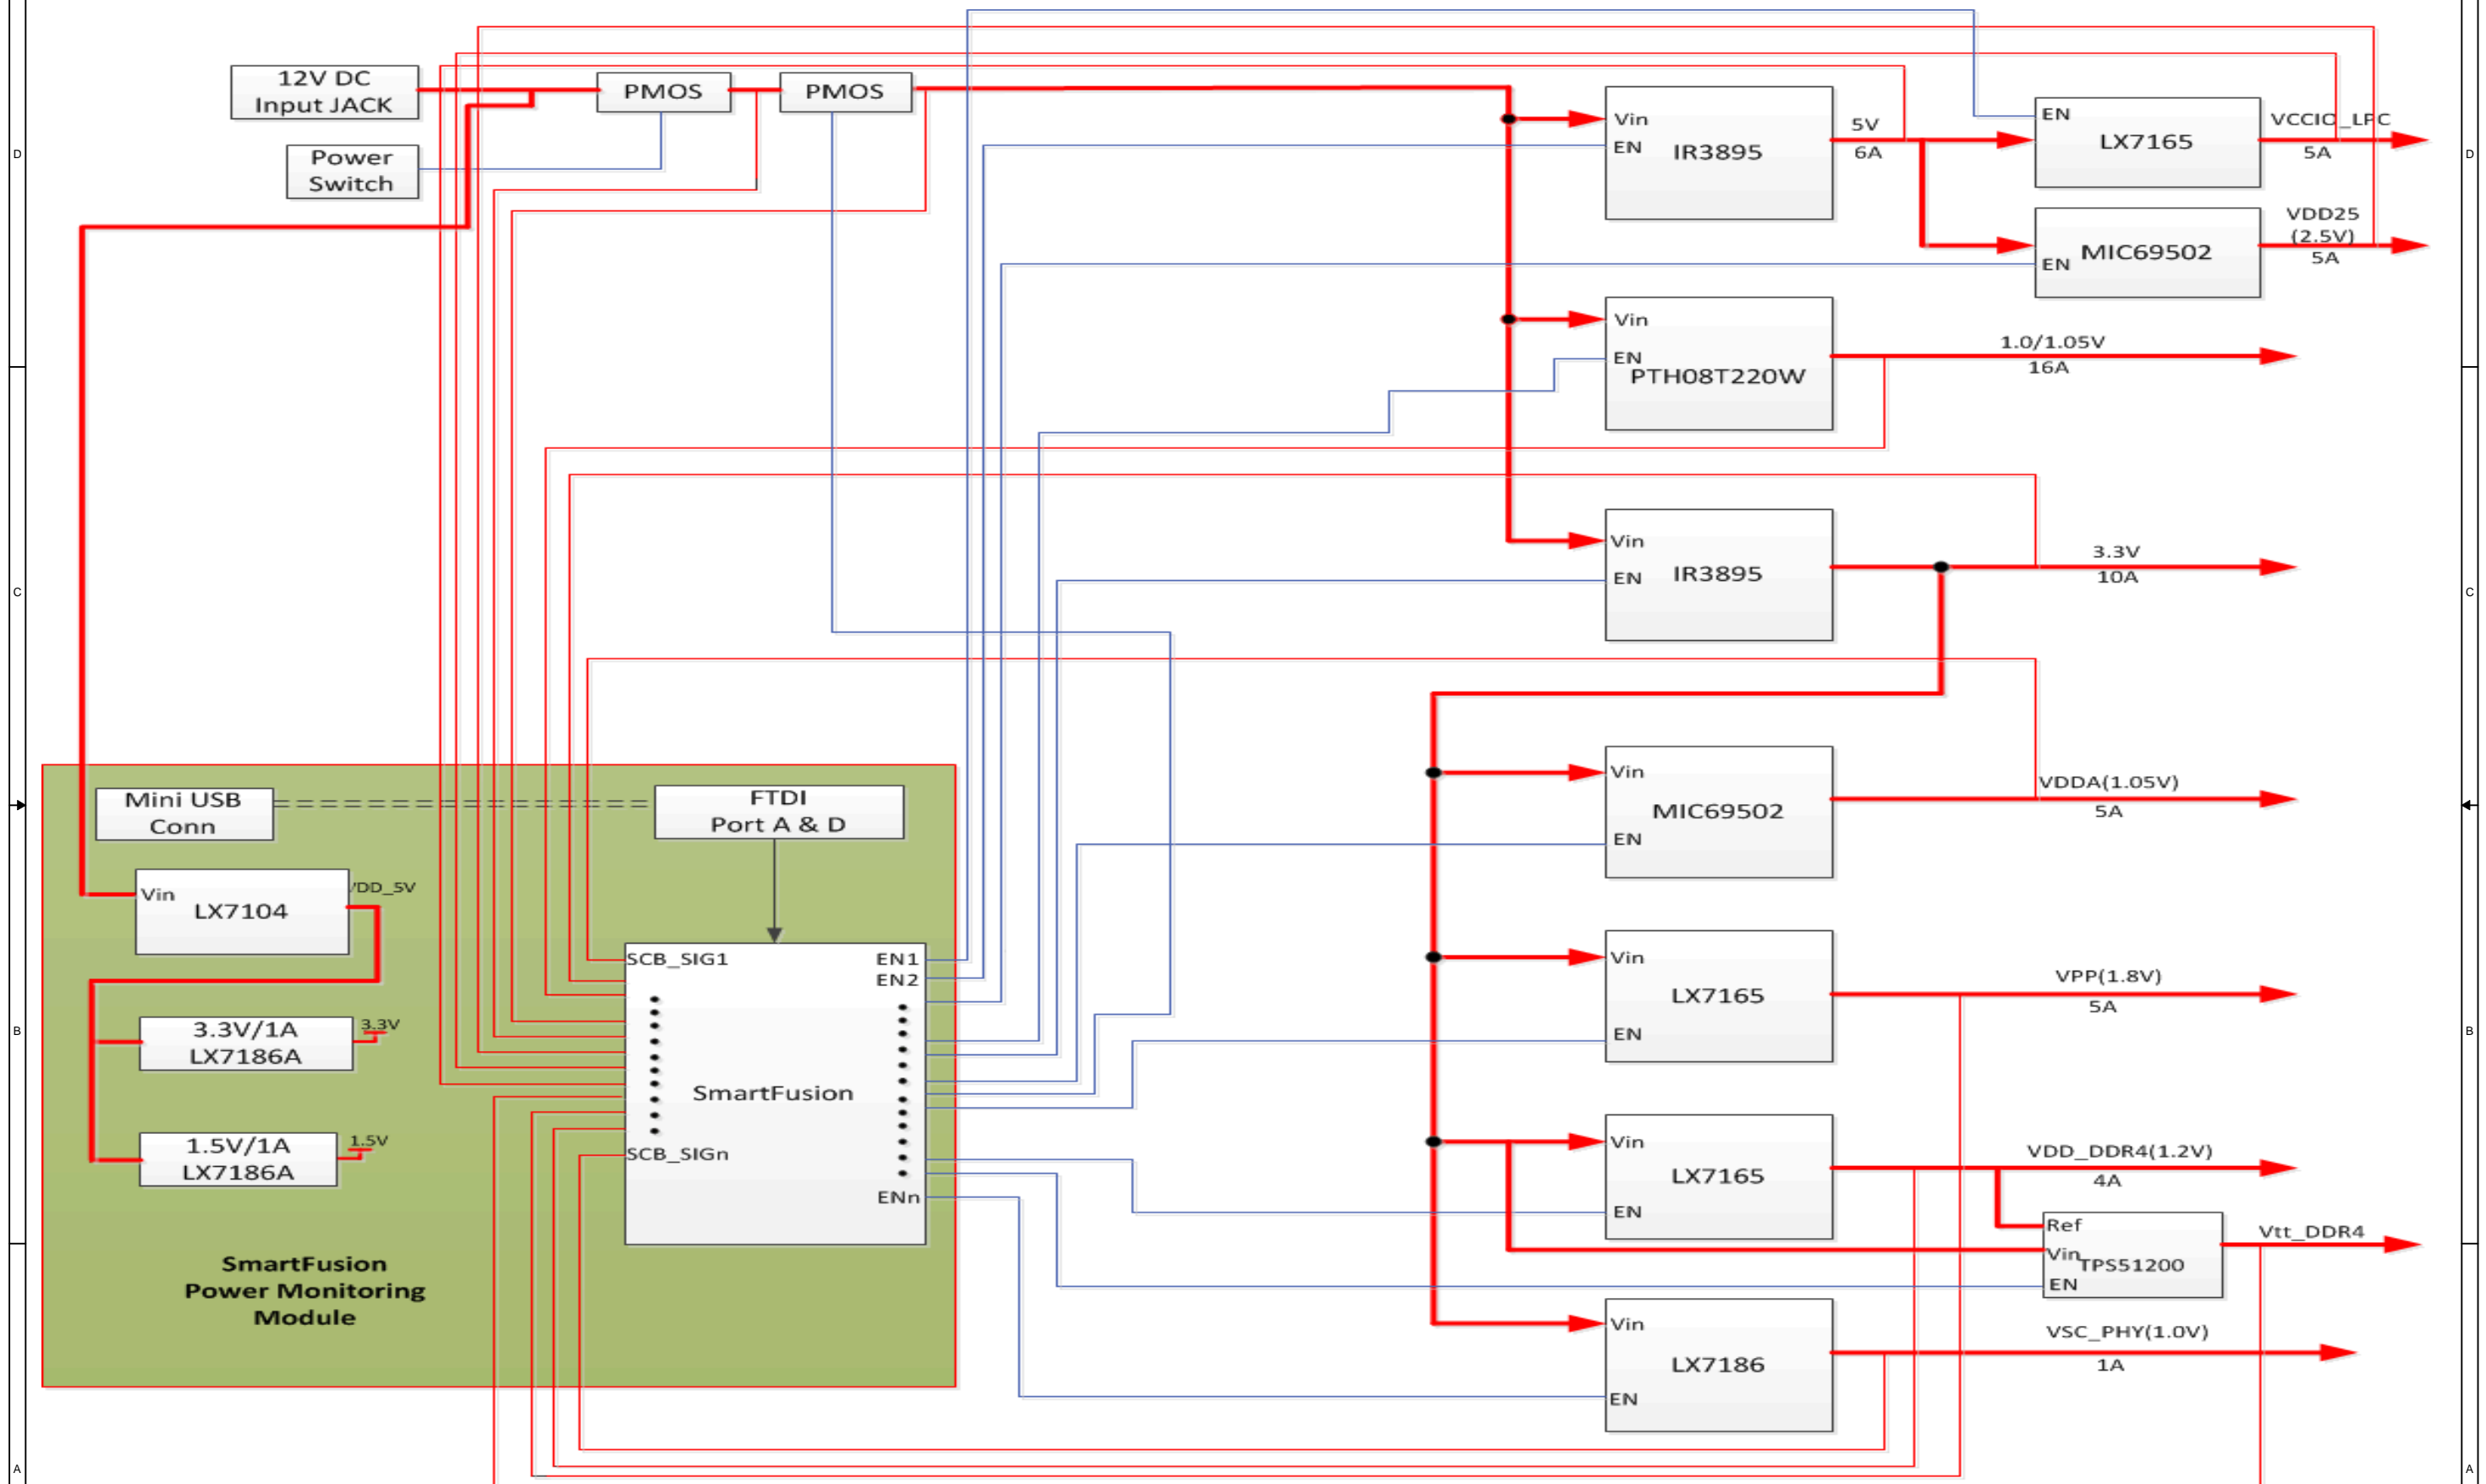 12V DC
Input JACK
PMOS
PMOS
Power
Switch
Vin
EN
IR3895
5V
6A
EN
LX7165
VCCIO_LPC
5A
MIC69502
EN
VDD25
(2.5V)
5A
D
D
Vin
EN
PTH08T220W
1.0/1.05V
16A
Vin
EN
IR3895
3.3V
10A
C
C
Vin
MIC69502
EN
VDDA(1.05V)
5A
Mini USB
Conn
FTDI
Port A & D
Vin
LX7104
VDD_5V
3.3V/1A
LX7186A
3.3V
1.5V/1A
LX7186A
1.5V
SCB_SIG1
EN1
EN2
SmartFusion
SCB_SIGn
ENn
SmartFusion
Power Monitoring
Module
Vin
LX7165
EN
VPP(1.8V)
5A
B
B
Vin
LX7165
EN
VDD_DDR4(1.2V)
4A
Ref
Vin
TPS51200
EN
Vtt_DDR4
Vin
LX7186
EN
VSC_PHY(1.0V)
1A
A
A